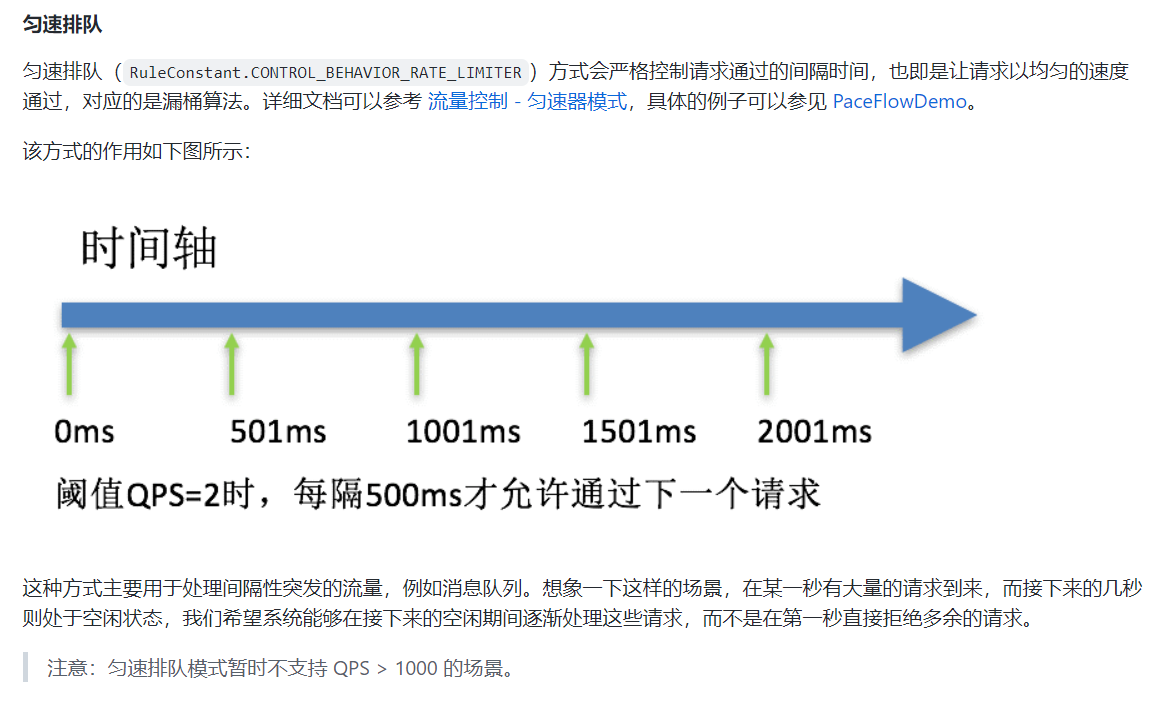 匀速排队
匀速排队（RuleConstant.CONTROL_BEHAVIOR_RATE_LIMITER）方式会严格控制请求通过的间隔时间，也即是让请求以均匀的速度
通过，对应的是漏桶算法。详细文档可以参考 流量控制 - 匀速器模式，具体的例子可以参见 PaceFlowDemo。
该方式的作用如下图所示：
时间轴
0ms 501ms 1001ms 1501ms 2001ms
阈值QPS=2时，每隔500ms才允许通过下一个请求
这种方式主要用于处理间隔性突发的流量，例如消息队列。想象一下这样的场景，在某一秒有大量的请求到来，而接下来的几秒
则处于空闲状态，我们希望系统能够在接下来的空闲期间逐渐处理这些请求，而不是在第一秒直接拒绝多余的请求。
注意：匀速排队模式暂时不支持 QPS > 1000 的场景。